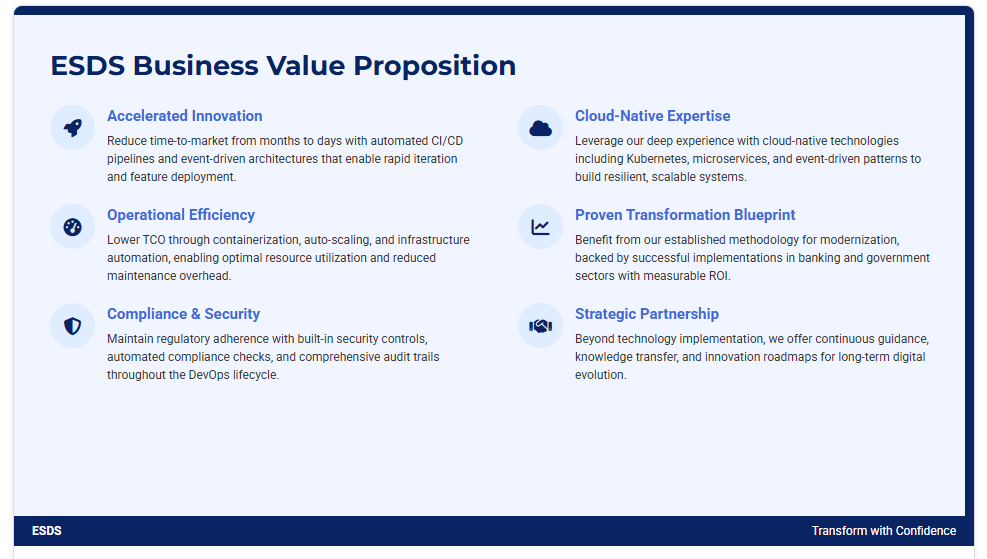 ESDS Business Value Proposition
Accelerated Innovation
Reduce time-to-market from months to days with automated CI/CD
pipelines and event-driven architectures that enable rapid iteration
and feature deployment.
Operational Efficiency
Lower TCO through containerization, auto-scaling, and infrastructure
automation, enabling optimal resource utilization and reduced
maintenance overhead.
Compliance & Security
Maintain regulatory adherence with built-in security controls,
automated compliance checks, and comprehensive audit trails
throughout the DevOps lifecycle.
Cloud-Native Expertise
Leverage our deep experience with cloud-native technologies
including Kubernetes, microservices, and event-driven patterns to
build resilient, scalable systems.
Proven Transformation Blueprint
Benefit from our established methodology for modernization,
backed by successful implementations in banking and government
sectors with measurable ROI.
Strategic Partnership
Beyond technology implementation, we offer continuous guidance,
knowledge transfer, and innovation roadmaps for long-term digital
evolution.
ESDS
Transform with Confidence